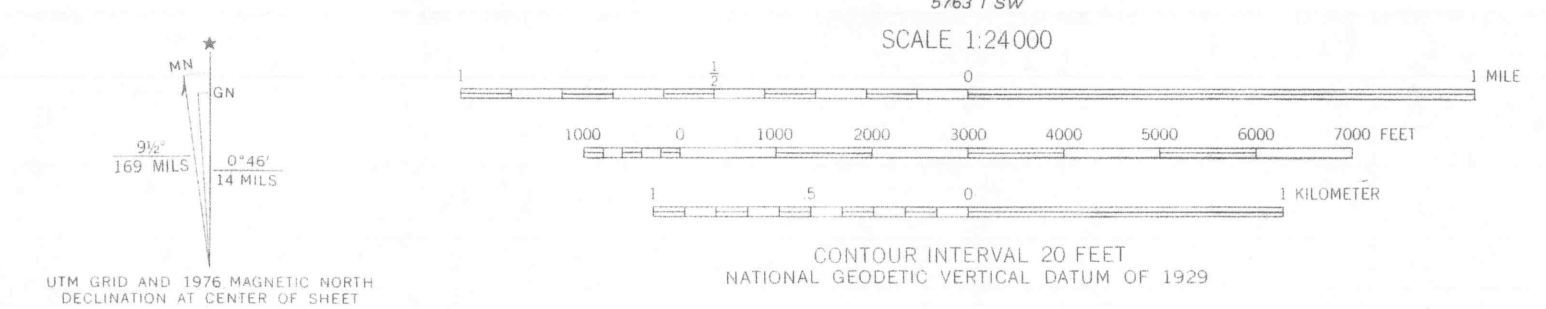 5763 I SW
SCALE 1:24000
1 ½ 0 1 MILE
1000 0 1000 2000 3000 4000 5000 6000 7000 FEET
1 .5 0 1 KILOMETER
CONTOUR INTERVAL 20 FEET
NATIONAL GEODETIC VERTICAL DATUM OF 1929
★
MN
GN
9½°
169 MILS
0°46′
14 MILS
UTM GRID AND 1976 MAGNETIC NORTH
DECLINATION AT CENTER OF SHEET